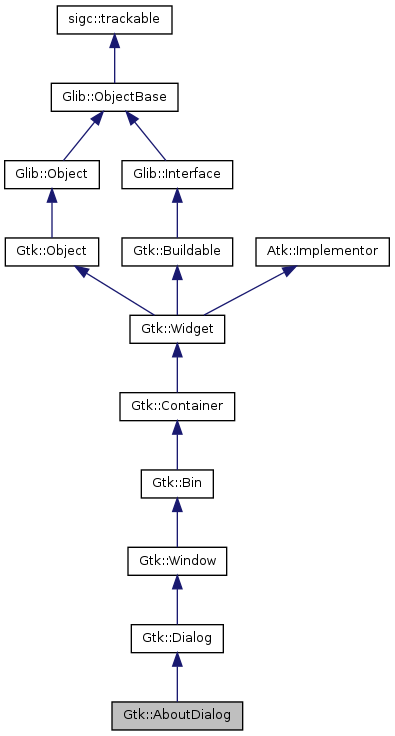 sigc::trackable
Glib::ObjectBase
Glib::Object
Glib::Interface
Gtk::Object
Gtk::Buildable
Atk::Implementor
Gtk::Widget
Gtk::Container
Gtk::Bin
Gtk::Window
Gtk::Dialog
Gtk::AboutDialog